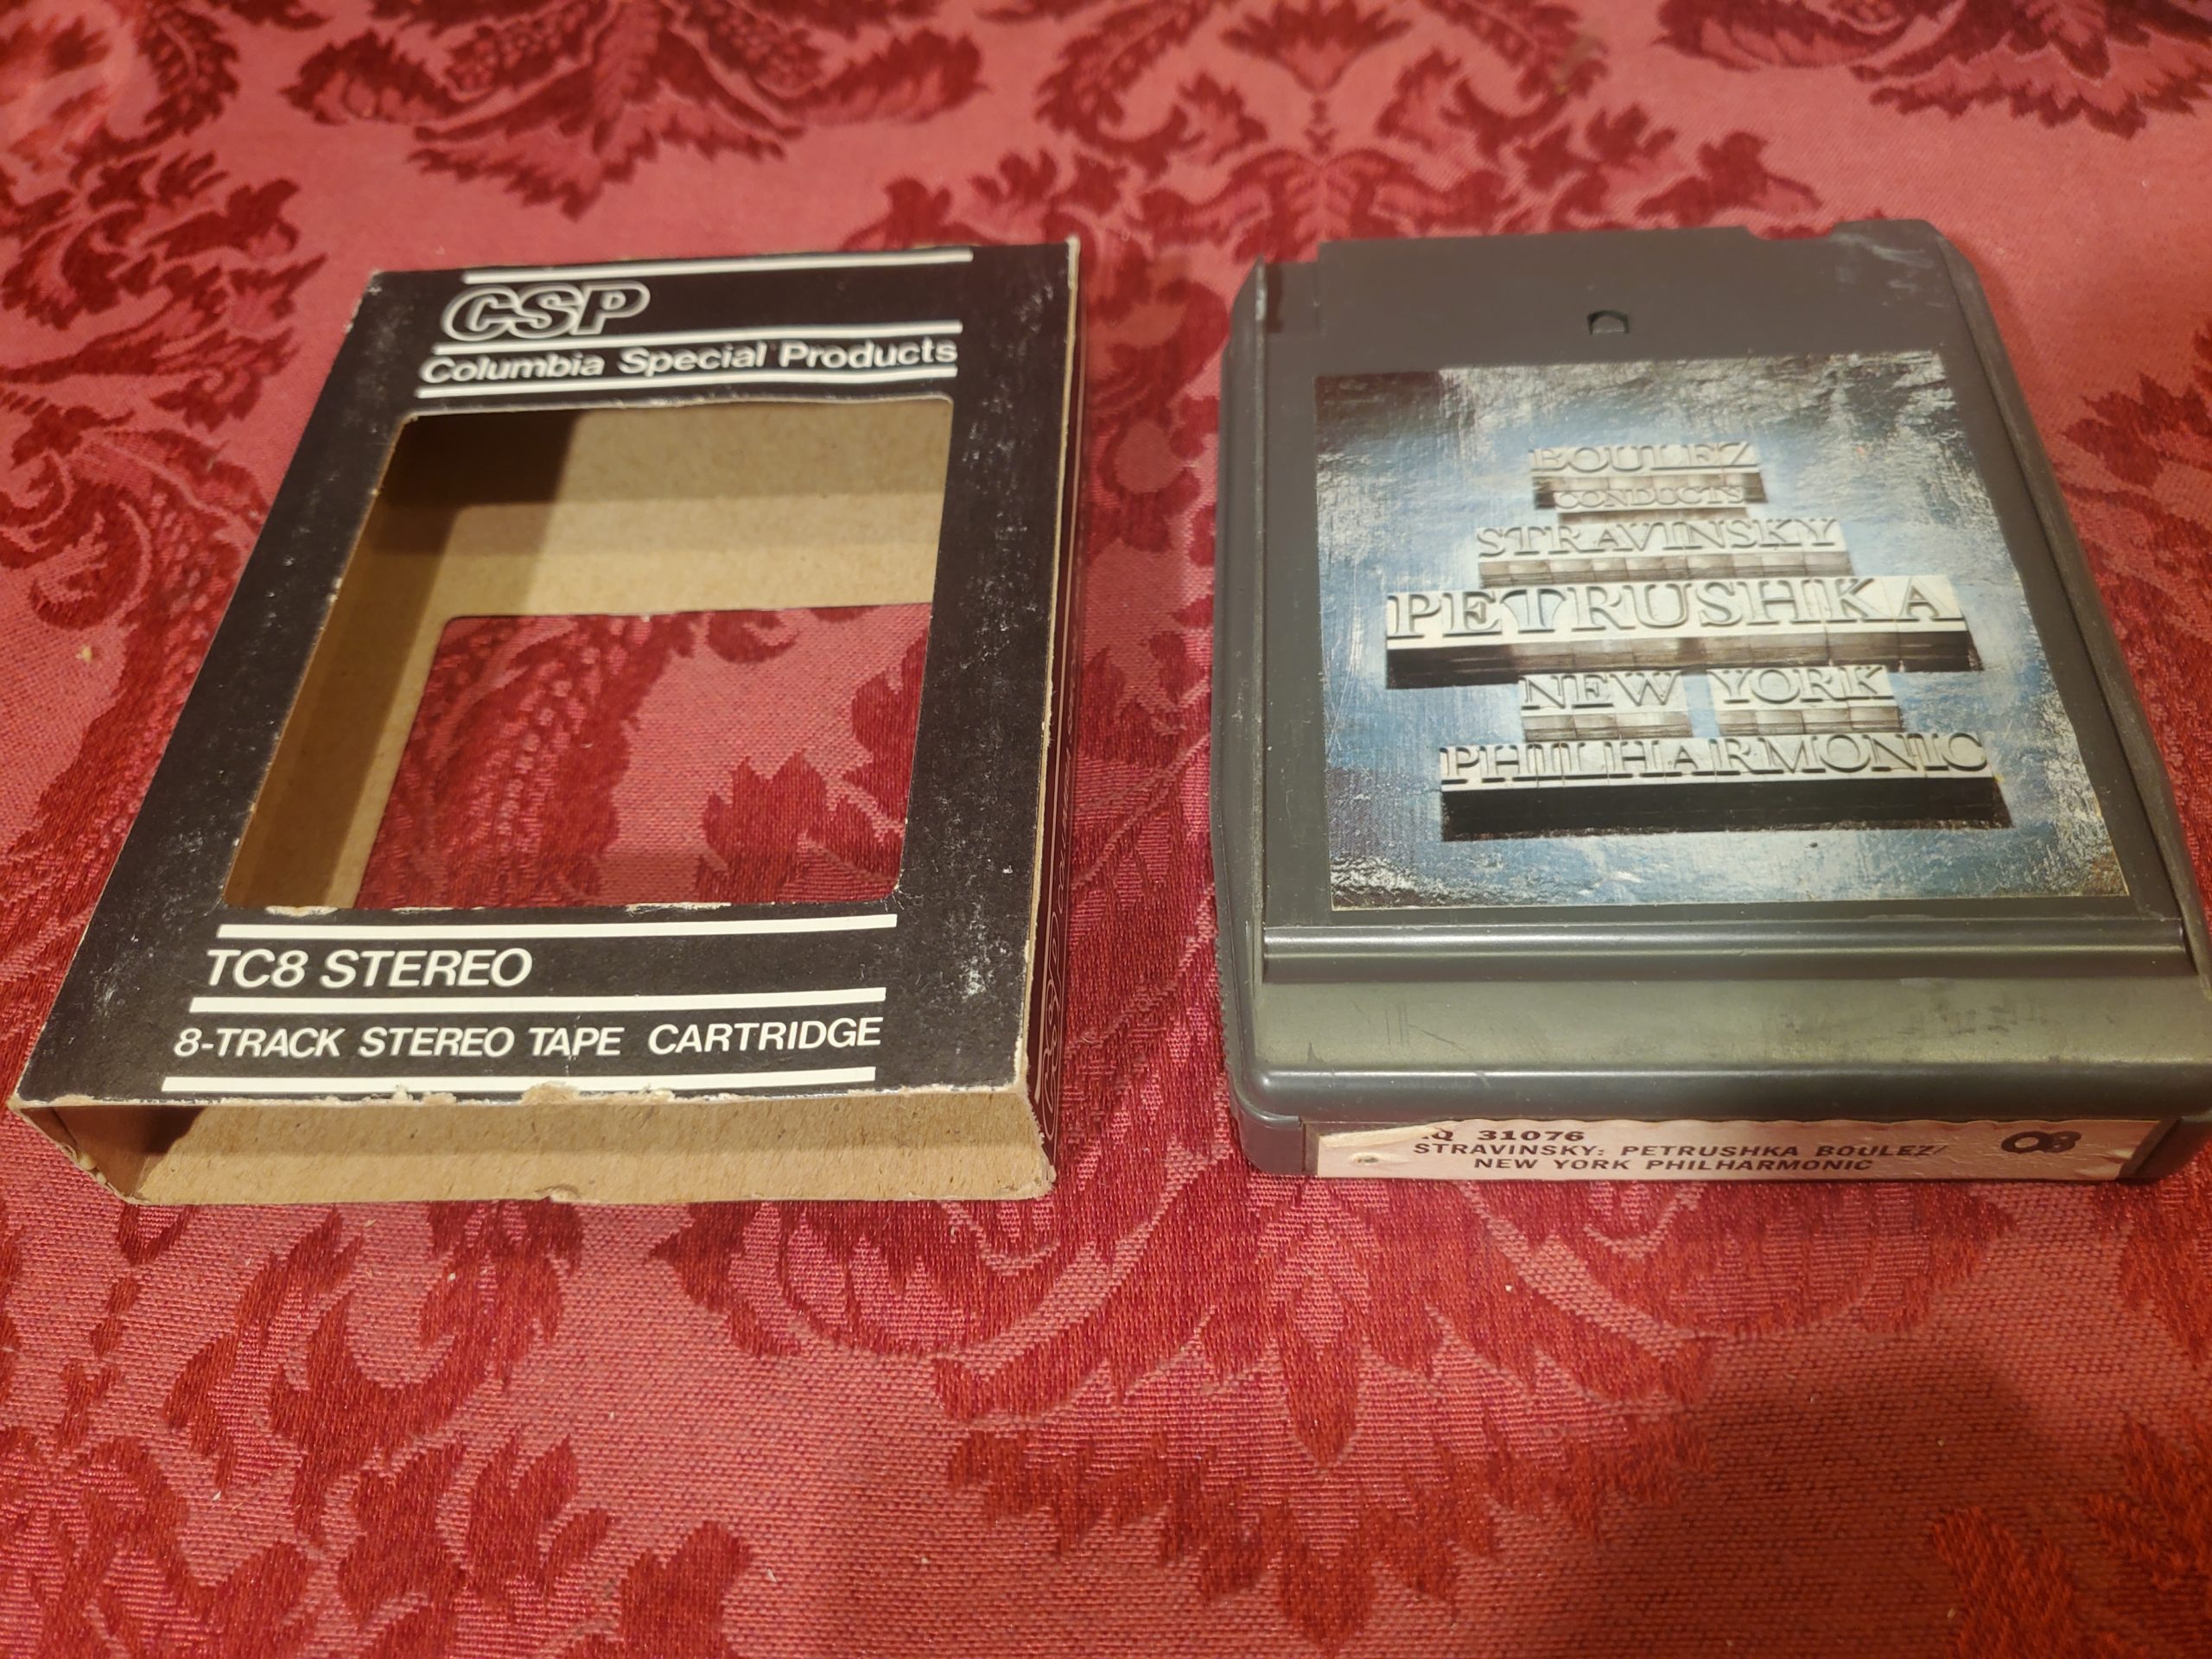 CSP
Columbia Special Products
TC8 STEREO
8-TRACK STEREO TAPE CARTRIDGE
BOULEZ
CONDUCTS
STRAVINSKY
PETRUSHKA
NEW YORK
PHILHARMONIC
31076
STRAVINSKY: PETRUSHKA BOULEZ/
NEW YORK PHILHARMONIC